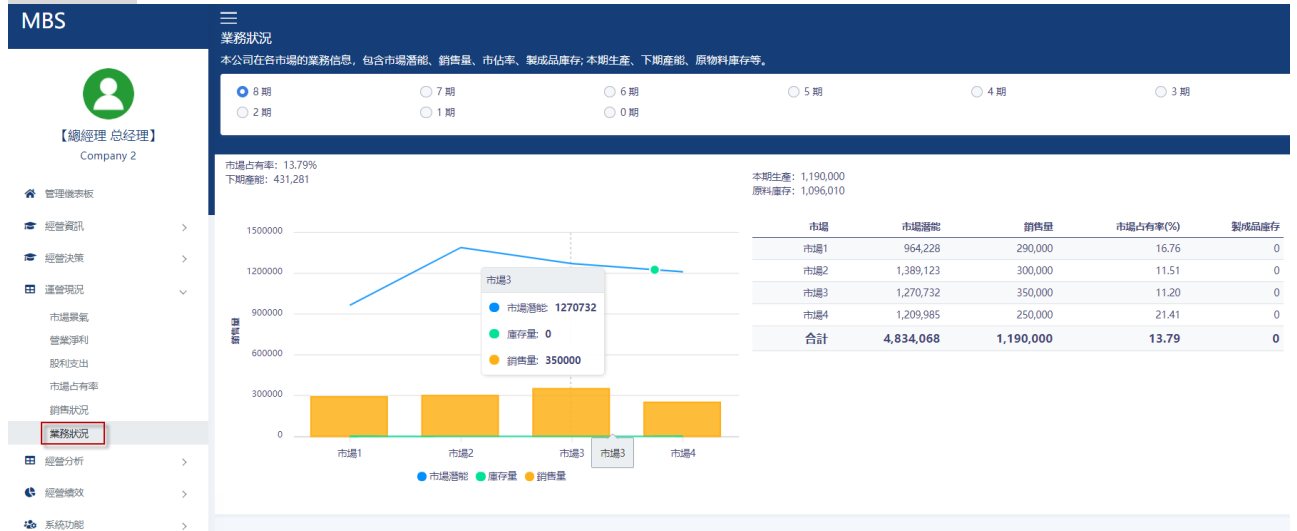 MBS
【總經理 总经理】
Company 2
管理儀表板
經營資訊
經營決策
運營現況
市場景氣
營業淨利
股利支出
市場占有率
銷售狀況
業務狀況
經營分析
經營績效
系統功能
業務狀況
本公司在各市場的業務信息，包含市場潛能、銷售量、市佔率、製成品庫存; 本期生產、下期產能、原物料庫存等。
8 期 7 期 6 期 5 期 4 期 3 期
2 期 1 期 0 期
市場占有率：13.79%
下期產能：431,281
1500000
1200000
900000
600000
300000
0
銷售量
市場3
市場潛能: 1270732
庫存量: 0
銷售量: 350000
市場1 市場2 市場3 市場3 市場4
市場潛能 庫存量 銷售量
本期生產：1,190,000
原料庫存：1,096,010
市場 市場潛能 銷售量 市場占有率(%) 製成品庫存
市場1 964,228 290,000 16.76 0
市場2 1,389,123 300,000 11.51 0
市場3 1,270,732 350,000 11.20 0
市場4 1,209,985 250,000 21.41 0
合計 4,834,068 1,190,000 13.79 0